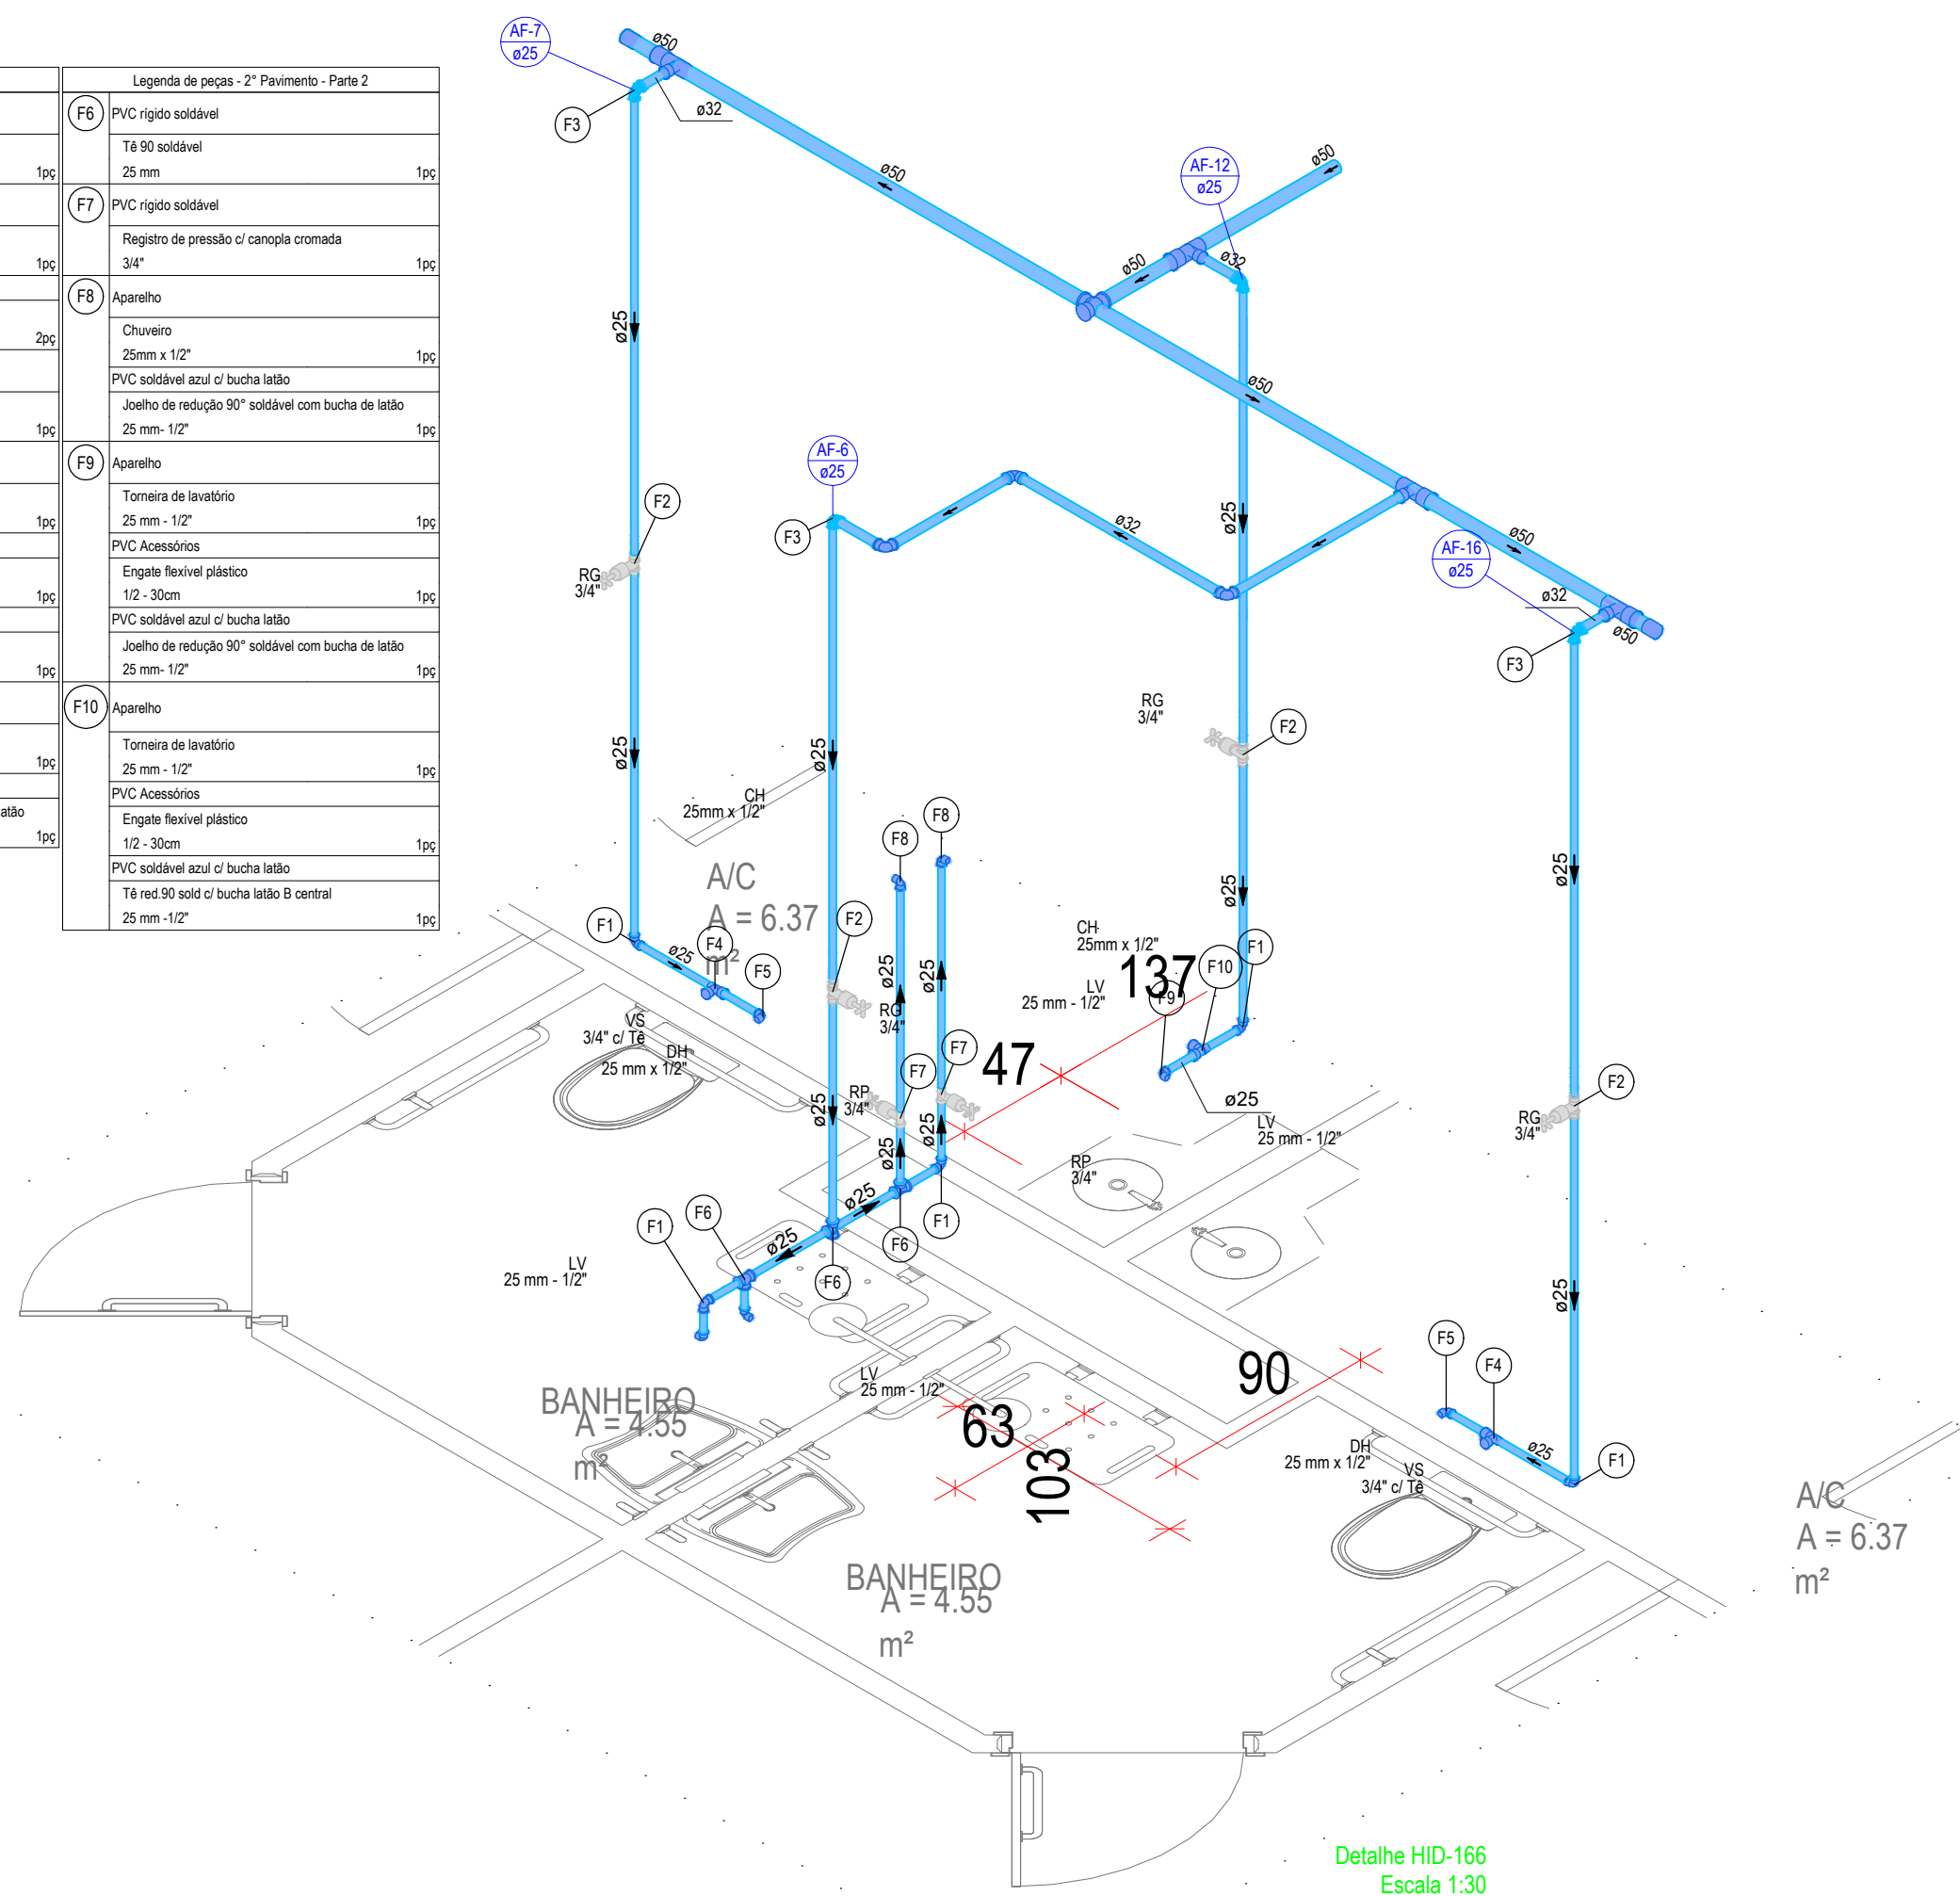 Legenda de peças - 2° Pavimento - Parte 2
F6 PVC rígido soldável
Tê 90 soldável
25 mm 1pç
F7 PVC rígido soldável
Registro de pressão c/ canopla cromada
3/4" 1pç
F8 Aparelho
Chuveiro
25mm x 1/2" 1pç
PVC soldável azul c/ bucha latão
Joelho de redução 90° soldável com bucha de latão
25 mm- 1/2" 1pç
F9 Aparelho
Torneira de lavatório
25 mm - 1/2" 1pç
PVC Acessórios
Engate flexível plástico
1/2 - 30cm 1pç
PVC soldável azul c/ bucha latão
Joelho de redução 90° soldável com bucha de latão
25 mm- 1/2" 1pç
F10 Aparelho
Torneira de lavatório
25 mm - 1/2" 1pç
PVC Acessórios
Engate flexível plástico
1/2 - 30cm 1pç
PVC soldável azul c/ bucha latão
Tê red.90 sold c/ bucha latão B central
25 mm -1/2" 1pç
1pç
1pç
2pç
1pç
1pç
1pç
1pç
1pç
atão
1pç
AF-7
ø25
ø50
ø32
F3
ø50
AF-12
ø25
ø50
ø50
ø32
ø25
ø50
AF-6
ø25
F3
F2
RG
3/4"
ø32
ø25
ø50
AF-16
ø25
ø32
ø50
F3
RG
3/4"
F2
ø25
ø25
CH
25mm x 1/2"
F8
F8
A/C
A = 6.37
m²
F2
F1
F4
ø25
F5
ø25
ø25
RG
3/4"
ø25
ø25
CH
25mm x 1/2"
137
F10
F1
LV
25 mm - 1/2"
F9
VS
3/4" c/ Tê
DH
25 mm x 1/2"
47
F7
F7
RP
3/4"
ø25
ø25
ø25
ø25
LV
25 mm - 1/2"
RP
3/4"
F2
RG
3/4"
F1
F6
ø25
ø25
F6
F1
F6
LV
25 mm - 1/2"
ø25
F5
F4
90
LV
25 mm - 1/2"
63
103
BANHEIRO
A = 4.55
m²
DH
25 mm x 1/2"
VS
3/4" c/ Tê
ø25
F1
A/C
A = 6.37
m²
BANHEIRO
A = 4.55
m²
Detalhe HID-166
Escala 1:30